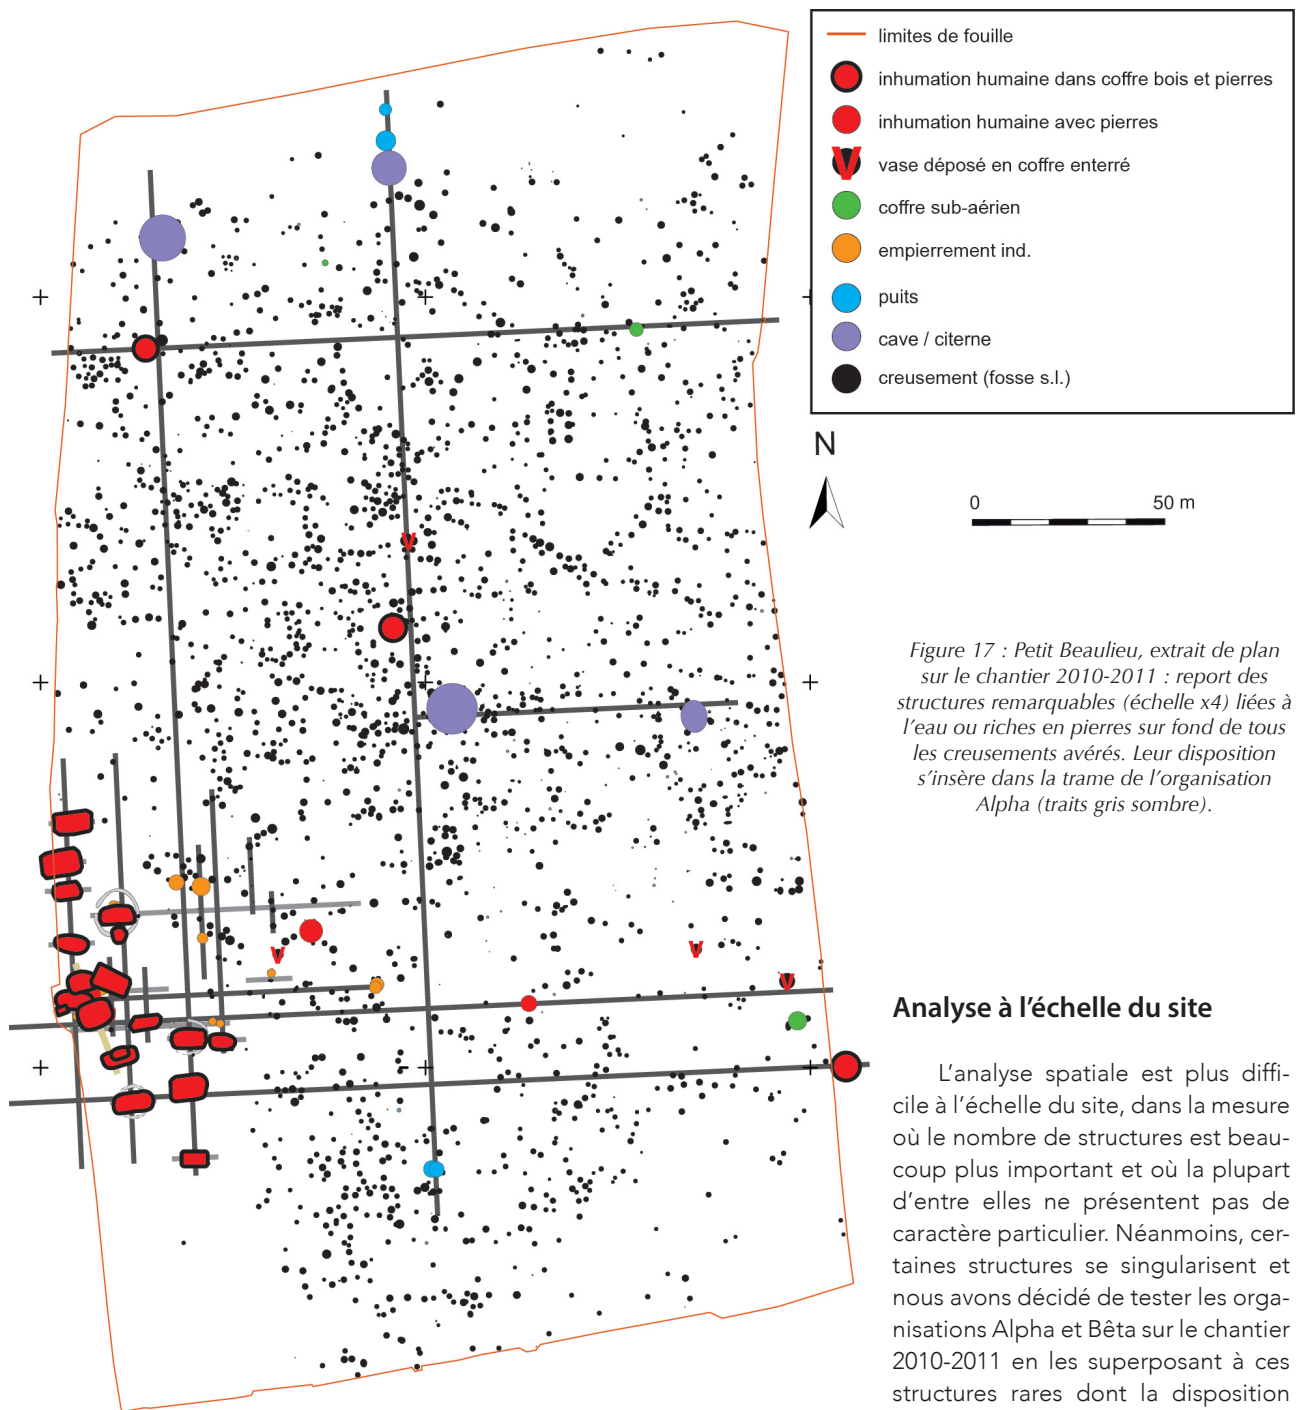 limites de fouille
inhumation humaine dans coffre bois et pierres
inhumation humaine avec pierres
V vase déposé en coffre enterré
coffre sub-aérien
empierrement ind.
puits
cave / citerne
creusement (fosse s.l.)
N
0 50 m
V
V
V
V
Figure 17 : Petit Beaulieu, extrait de plan
sur le chantier 2010-2011 : report des
structures remarquables (échelle x4) liées à
l’eau ou riches en pierres sur fond de tous
les creusements avérés. Leur disposition
s’insère dans la trame de l’organisation
Alpha (traits gris sombre).
Analyse à l’échelle du site
L’analyse spatiale est plus diffi-
cile à l’échelle du site, dans la mesure
où le nombre de structures est beau-
coup plus important et où la plupart
d’entre elles ne présentent pas de
caractère particulier. Néanmoins, cer-
taines structures se singularisent et
nous avons décidé de tester les orga-
nisations Alpha et Bêta sur le chantier
2010-2011 en les superposant à ces
structures rares dont la disposition